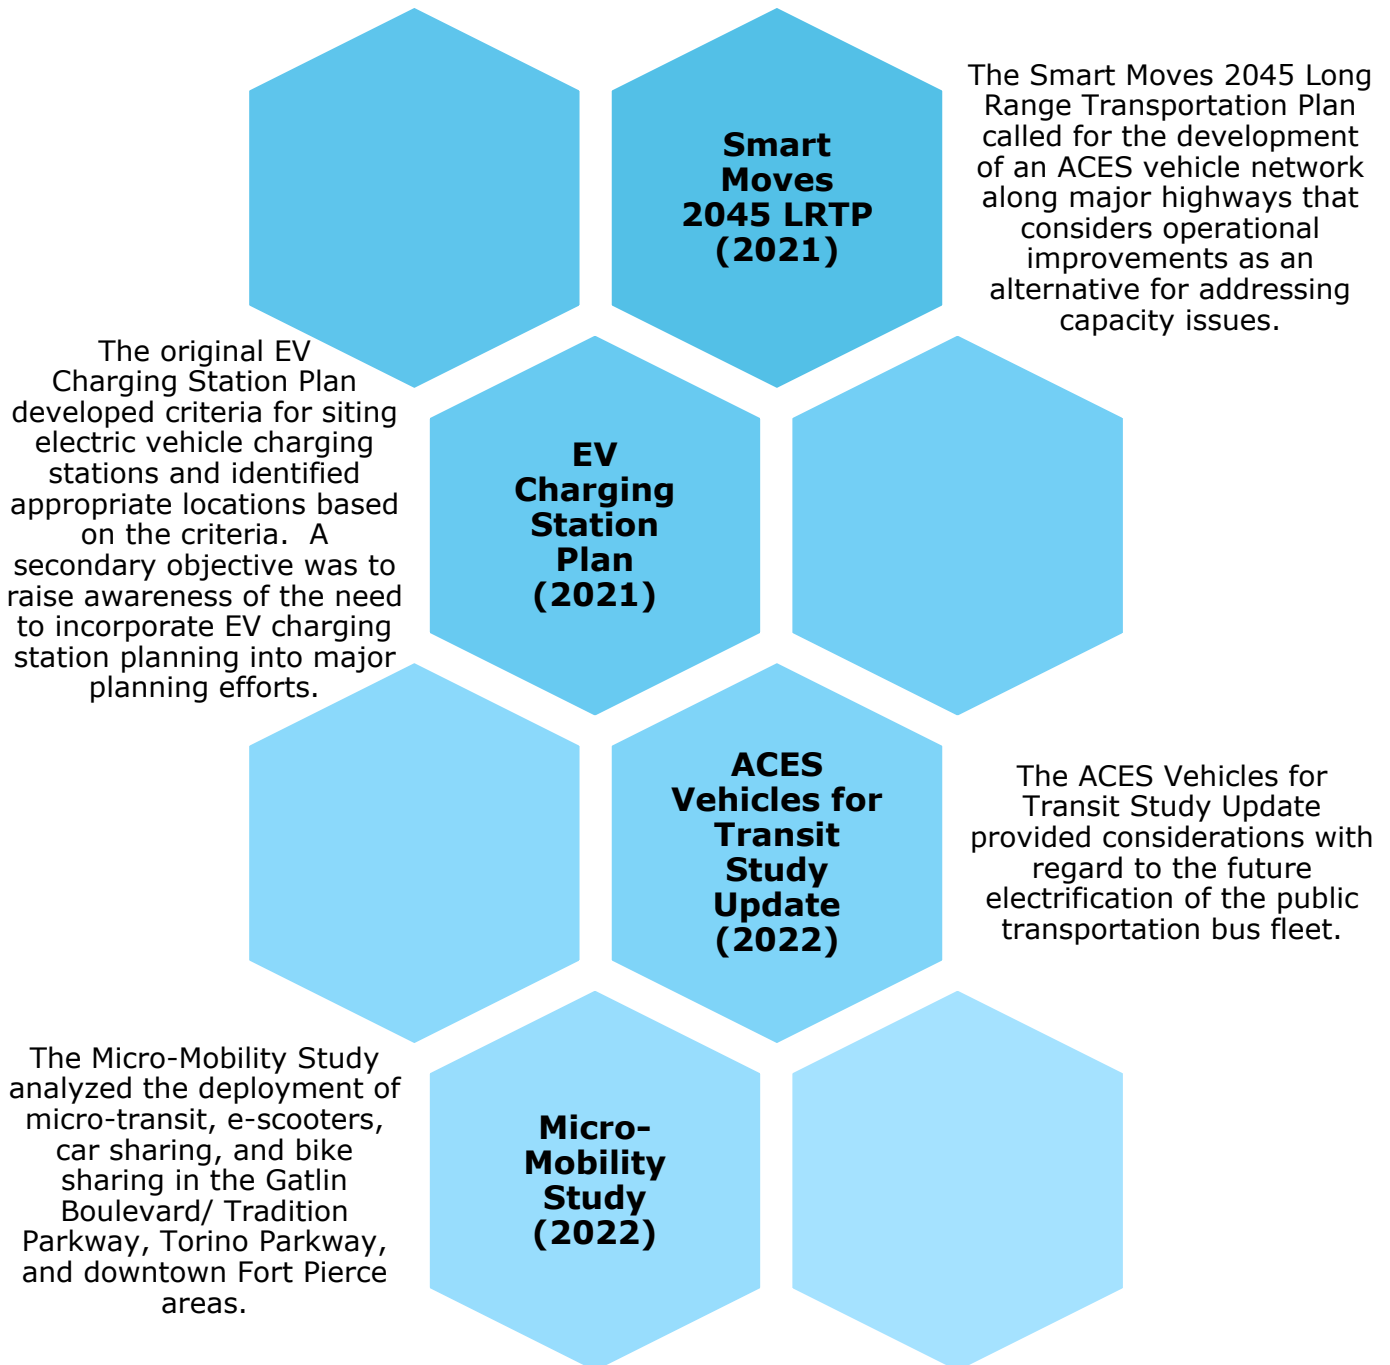 Smart
Moves
2045 LRTP
(2021)
The Smart Moves 2045 Long
Range Transportation Plan
called for the development
of an ACES vehicle network
along major highways that
considers operational
improvements as an
alternative for addressing
capacity issues.
The original EV
Charging Station Plan
developed criteria for siting
electric vehicle charging
stations and identified
appropriate locations based
on the criteria.  A
secondary objective was to
raise awareness of the need
to incorporate EV charging
station planning into major
planning efforts.
EV
Charging
Station
Plan
(2021)
ACES
Vehicles for
Transit
Study
Update
(2022)
The ACES Vehicles for
Transit Study Update
provided considerations with
regard to the future
electrification of the public
transportation bus fleet.
The Micro-Mobility Study
analyzed the deployment of
micro-transit, e-scooters,
car sharing, and bike
sharing in the Gatlin
Boulevard/ Tradition
Parkway, Torino Parkway,
and downtown Fort Pierce
areas.
Micro-
Mobility
Study
(2022)